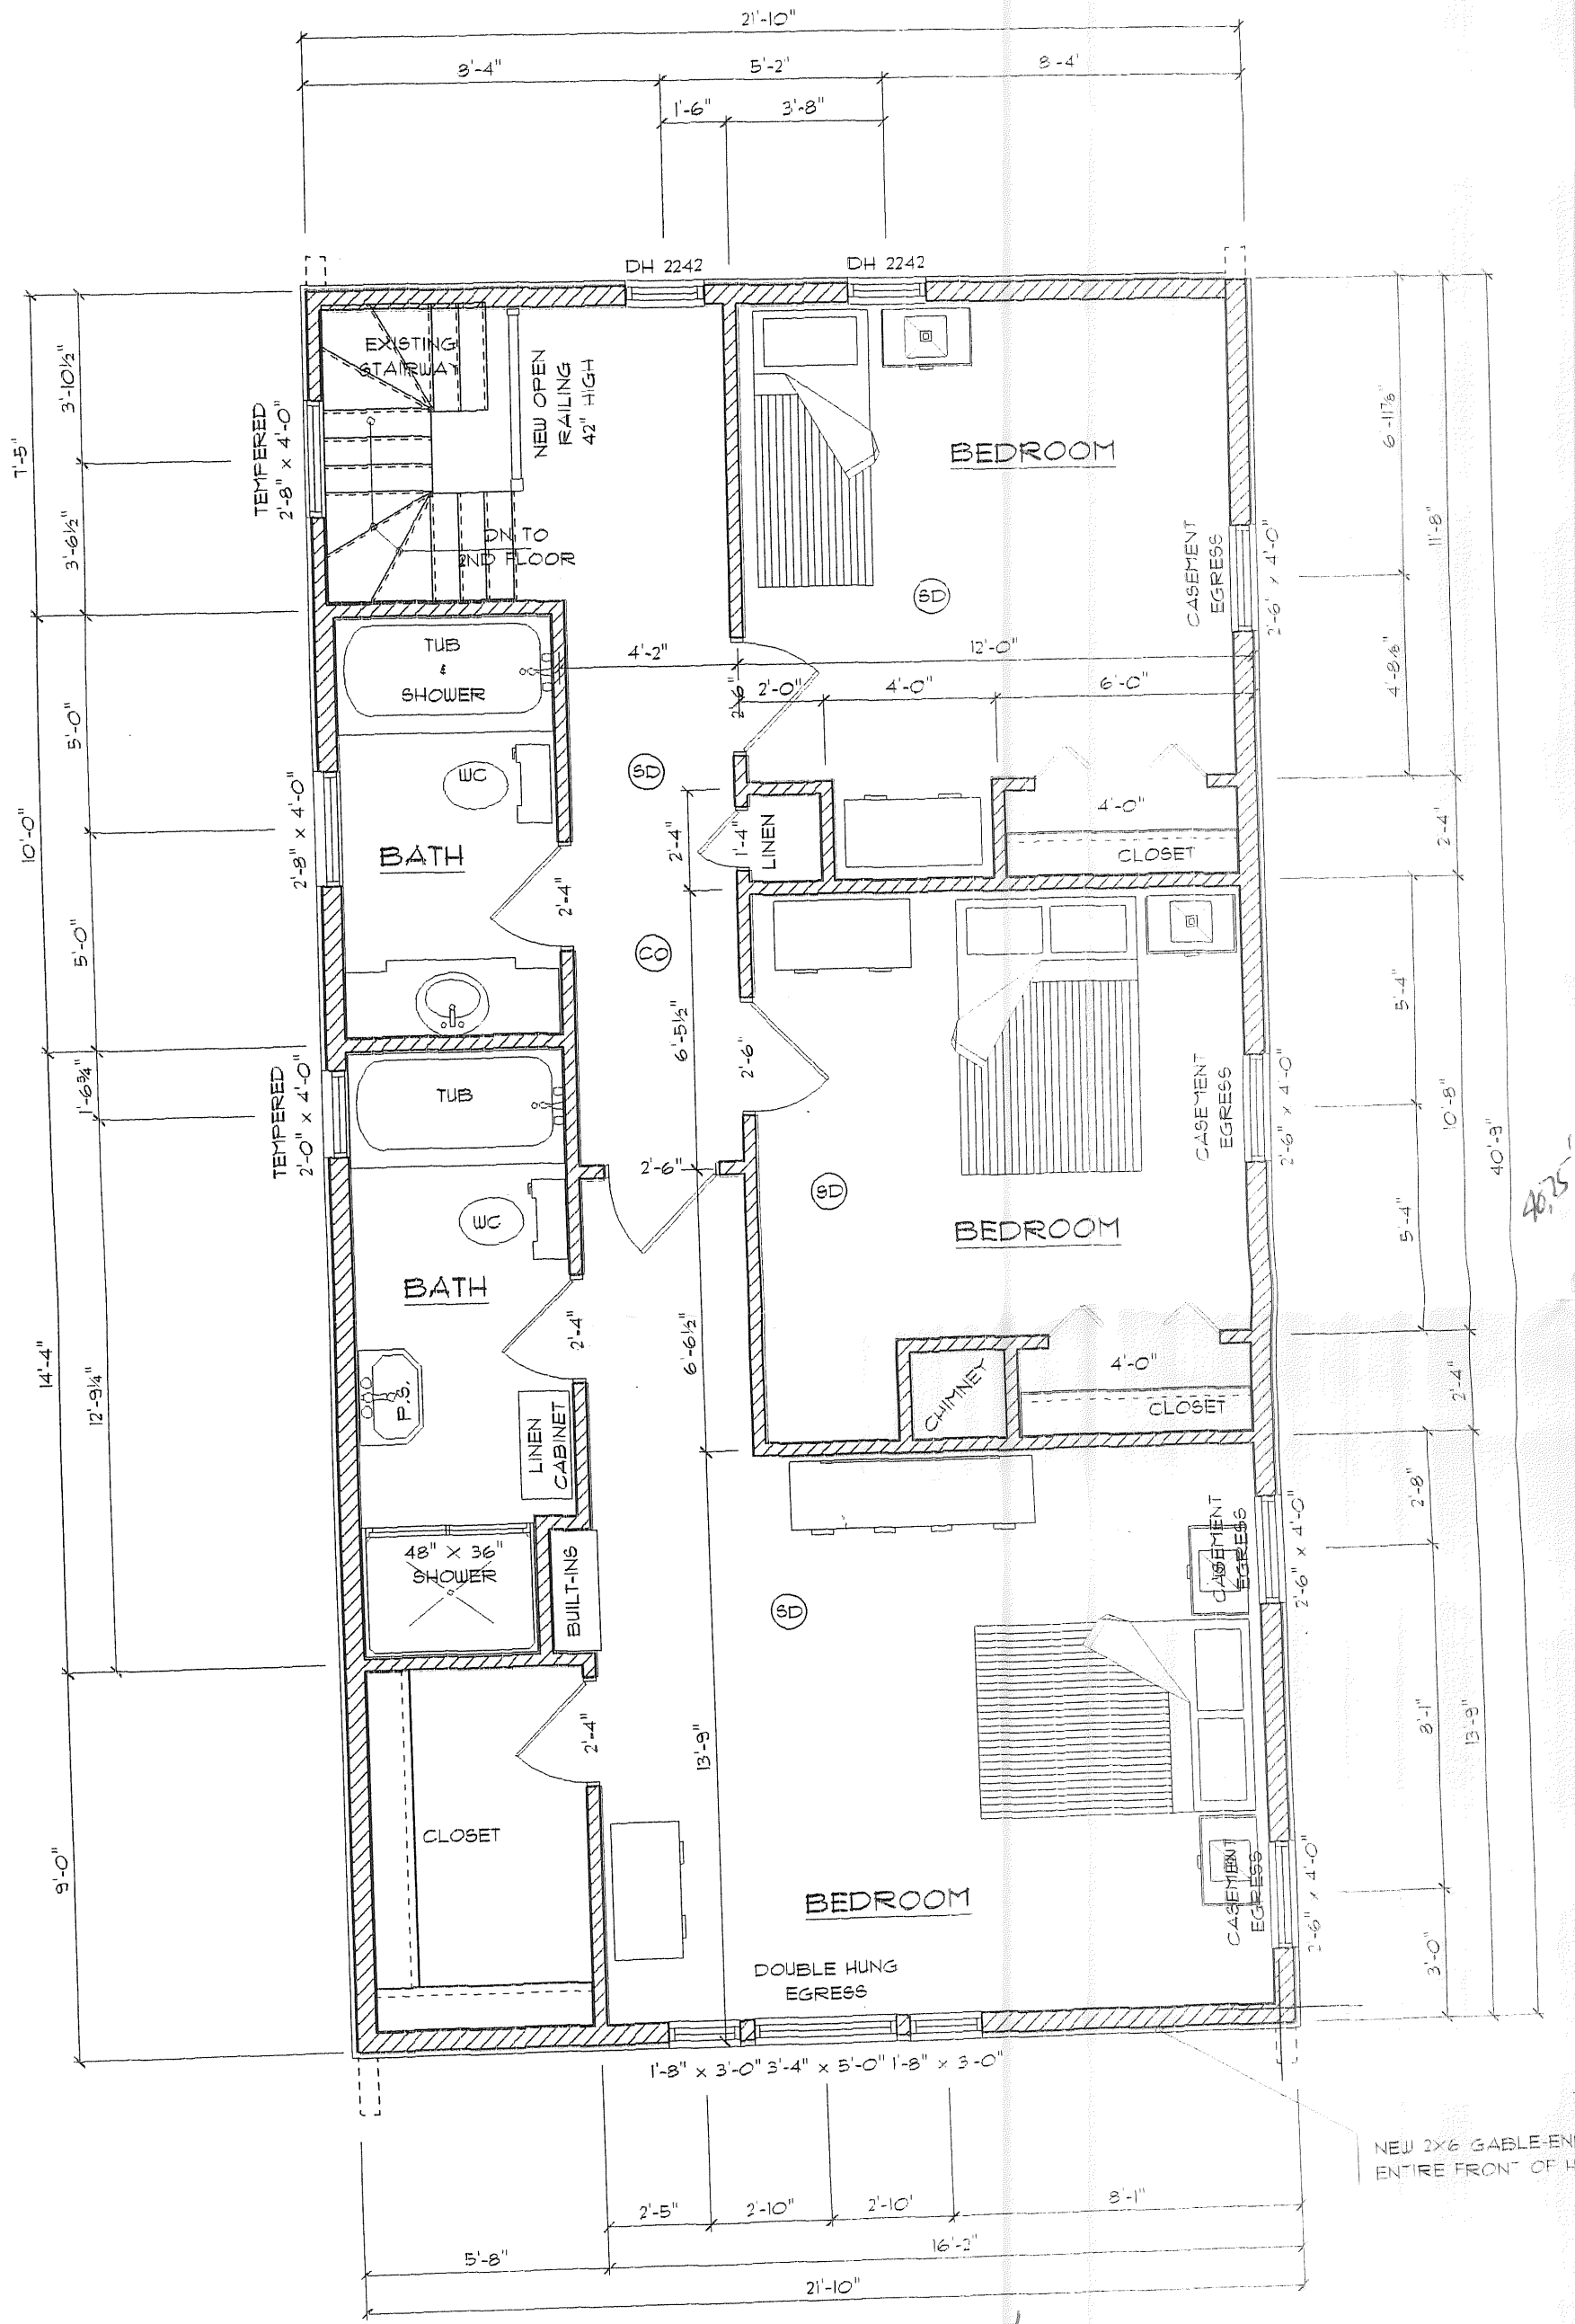 21'-10"
8'-4"
5'-2"
8-4'
1'-6"
3'-8"
DH 2242
DH 2242
EXISTING
STAIRWAY
NEW OPEN
RAILING
42" HIGH
TEMPERED
2'-8" x 4'-0"
DN TO
2ND FLOOR
BEDROOM
SD
CASEMENT
EGRESS
2'-6' x 4'-0"
3'-10½"
7'-5"
3'-6½"
11'-8"
TUB
&
SHOWER
4'-2"
12'-0"
2'-6"
2'-0"
4'-0"
6'-0"
5'-0"
SD
WC
2'-8" x 4'-0"
10'-0"
BATH
2'-4"
2'-4"
1'-4"
LINEN
4'-0"
CLOSET
2'-4"
5'-0"
CO
6'-5½"
2'-6"
5'-4"
10'-8"
40'-9"
1'-6¾"
TEMPERED
2'-0" x 4'-0"
TUB
2'-6"
CASEMENT
EGRESS
2'-6" x 4'-0"
SD
WC
BEDROOM
5'-4"
BATH
2'-4"
6'-6½"
CHIMNEY
4'-0"
CLOSET
2'-4"
14'-4"
12'-9¼"
P.S.
LINEN
CABINET
48" X 36"
SHOWER
BUILT-INS
SD
CASEMENT
EGRESS
2'-6" x 4'-0"
2'-8"
2'-4"
13'-9"
8'-1"
13'-9"
CLOSET
9'-0"
BEDROOM
CASEMENT
EGRESS
2'-6" x 4'-0"
3'-0"
DOUBLE HUNG
EGRESS
1'-8" x 3'-0" 3'-4" x 5'-0" 1'-8" x 3-0"
NEW 2X6 GABLE-EN
ENTIRE FRONT OF H
2'-5"
2'-10"
2'-10'
8'-1"
5'-8"
16'-2"
21'-10"